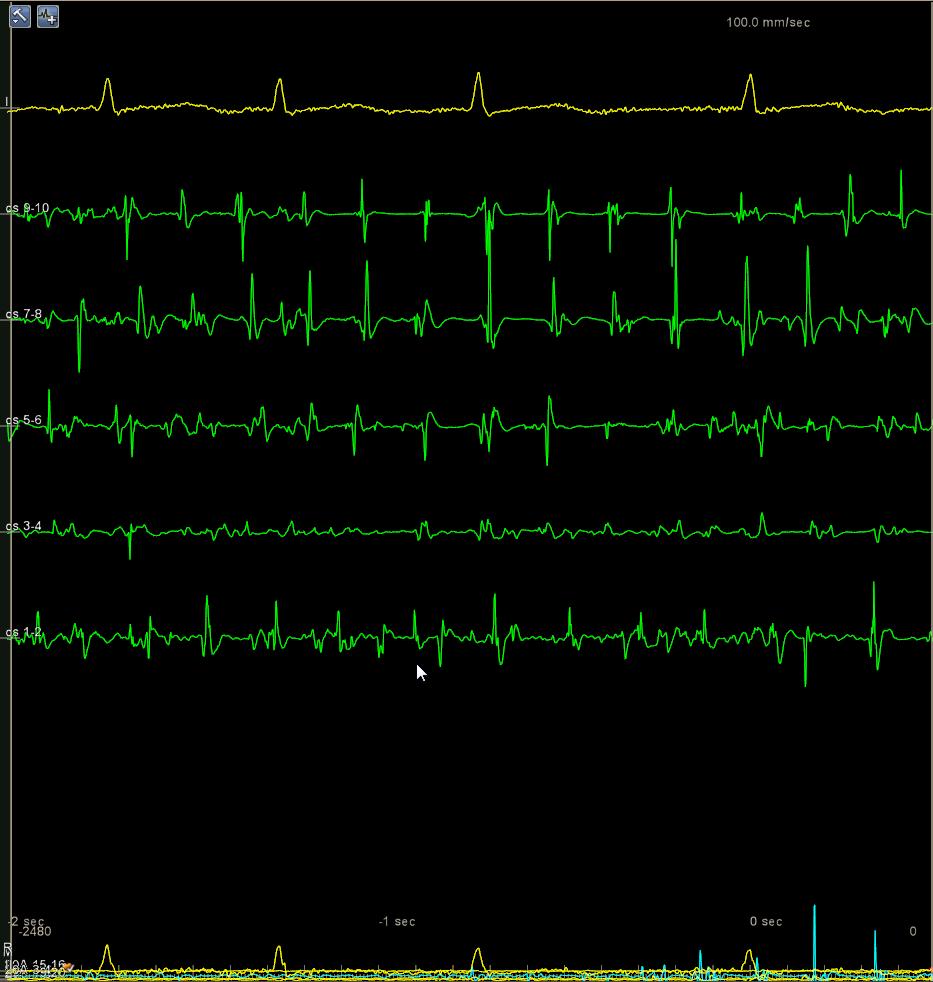 100.0 mm/sec
I
cs 9-10
cs 7-8
cs 5-6
cs 3-4
cs 1-2
-2 sec
-1 sec
0 sec
-2480
0